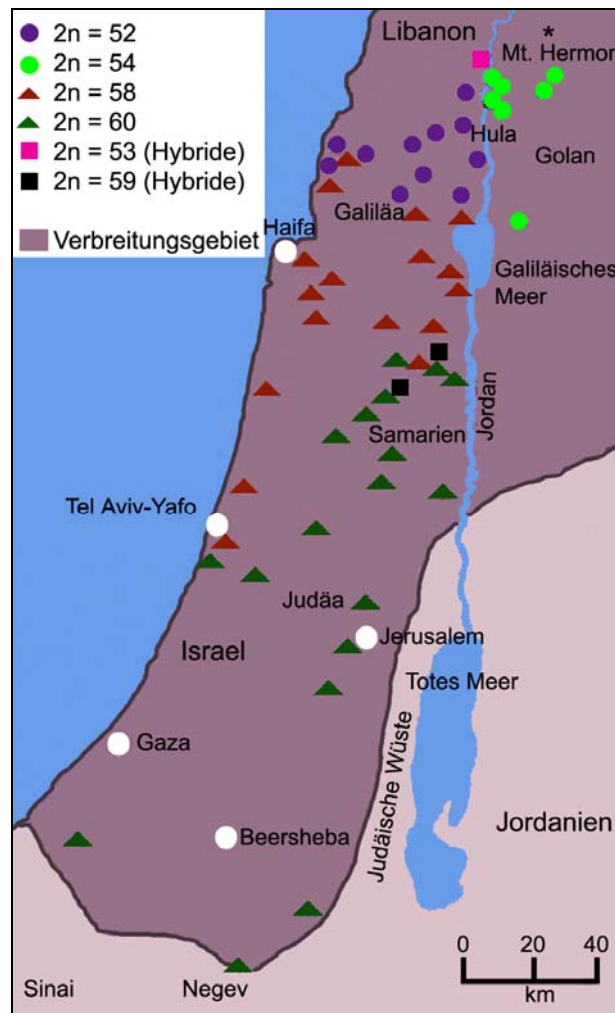 2n = 52
2n = 54
2n = 58
2n = 60
2n = 53 (Hybride)
2n = 59 (Hybride)
Verbreitungsgebiet
Libanon
*
Mt. Hermon
Hula
Golan
Galiläa
Haifa
Galiläisches
Meer
Jordan
Samarien
Tel Aviv-Yafo
Judäa
Jerusalem
Israel
Totes Meer
Gaza
Judäische Wüste
Beersheba
Jordanien
0 20 40
km
Sinai
Negev